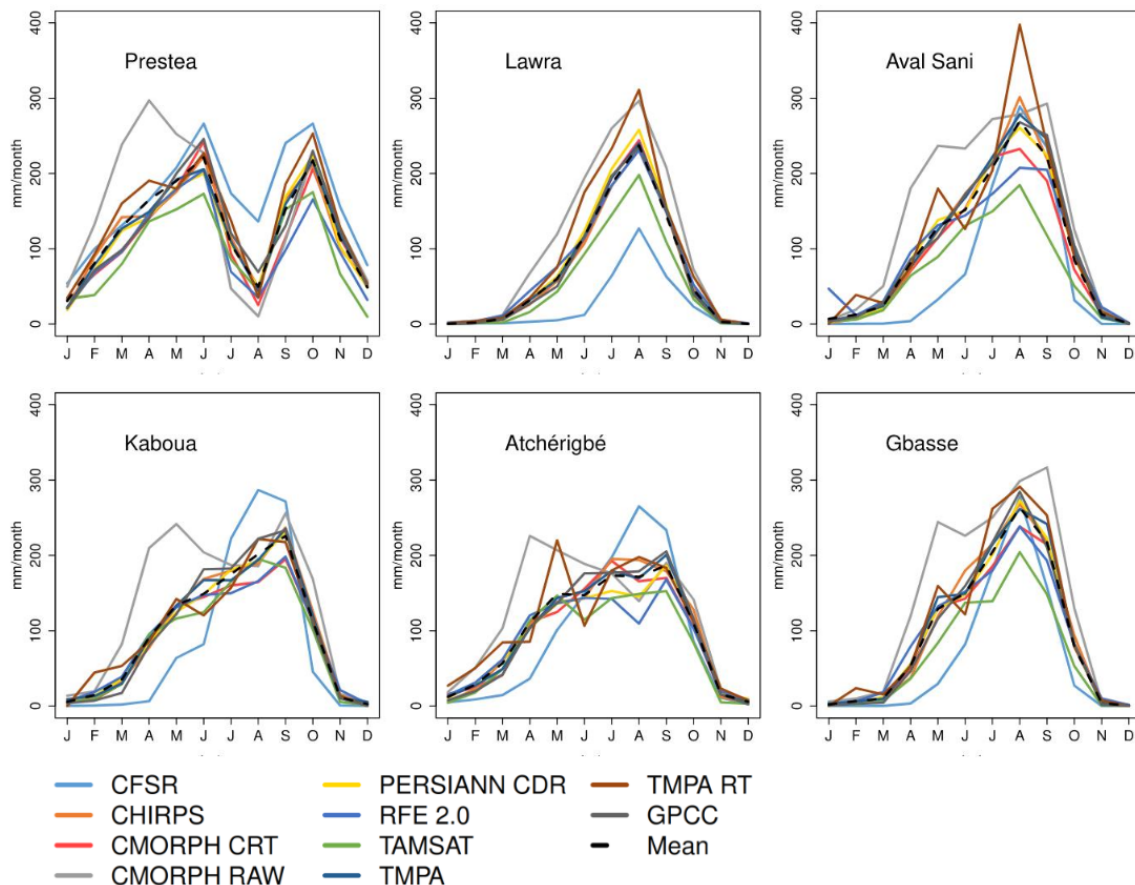 Prestea
mm/month
0 100 200 300 400
J F M A M J J A S O N D
Lawra
mm/month
0 100 200 300 400
J F M A M J J A S O N D
Aval Sani
mm/month
0 100 200 300 400
J F M A M J J A S O N D
Kaboua
mm/month
0 100 200 300 400
J F M A M J J A S O N D
Atchérigbé
mm/month
0 100 200 300 400
J F M A M J J A S O N D
Gbasse
mm/month
0 100 200 300 400
J F M A M J J A S O N D
CFSR PERSIANN CDR TMPA RT
CHIRPS RFE 2.0 GPCC
CMORPH CRT TAMSAT Mean
CMORPH RAW TMPA